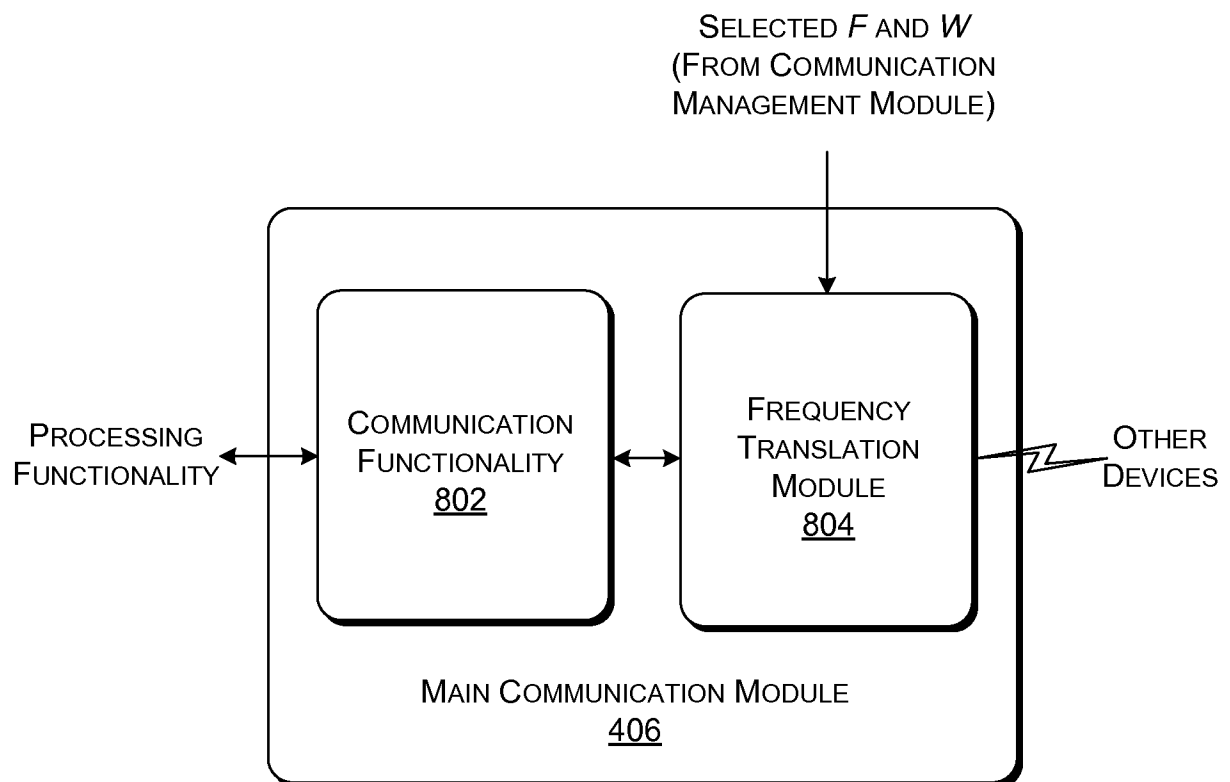 SELECTED F AND W
(FROM COMMUNICATION
MANAGEMENT MODULE)
PROCESSING
FUNCTIONALITY
COMMUNICATION
FUNCTIONALITY
802
FREQUENCY
TRANSLATION
MODULE
804
OTHER
DEVICES
MAIN COMMUNICATION MODULE
406